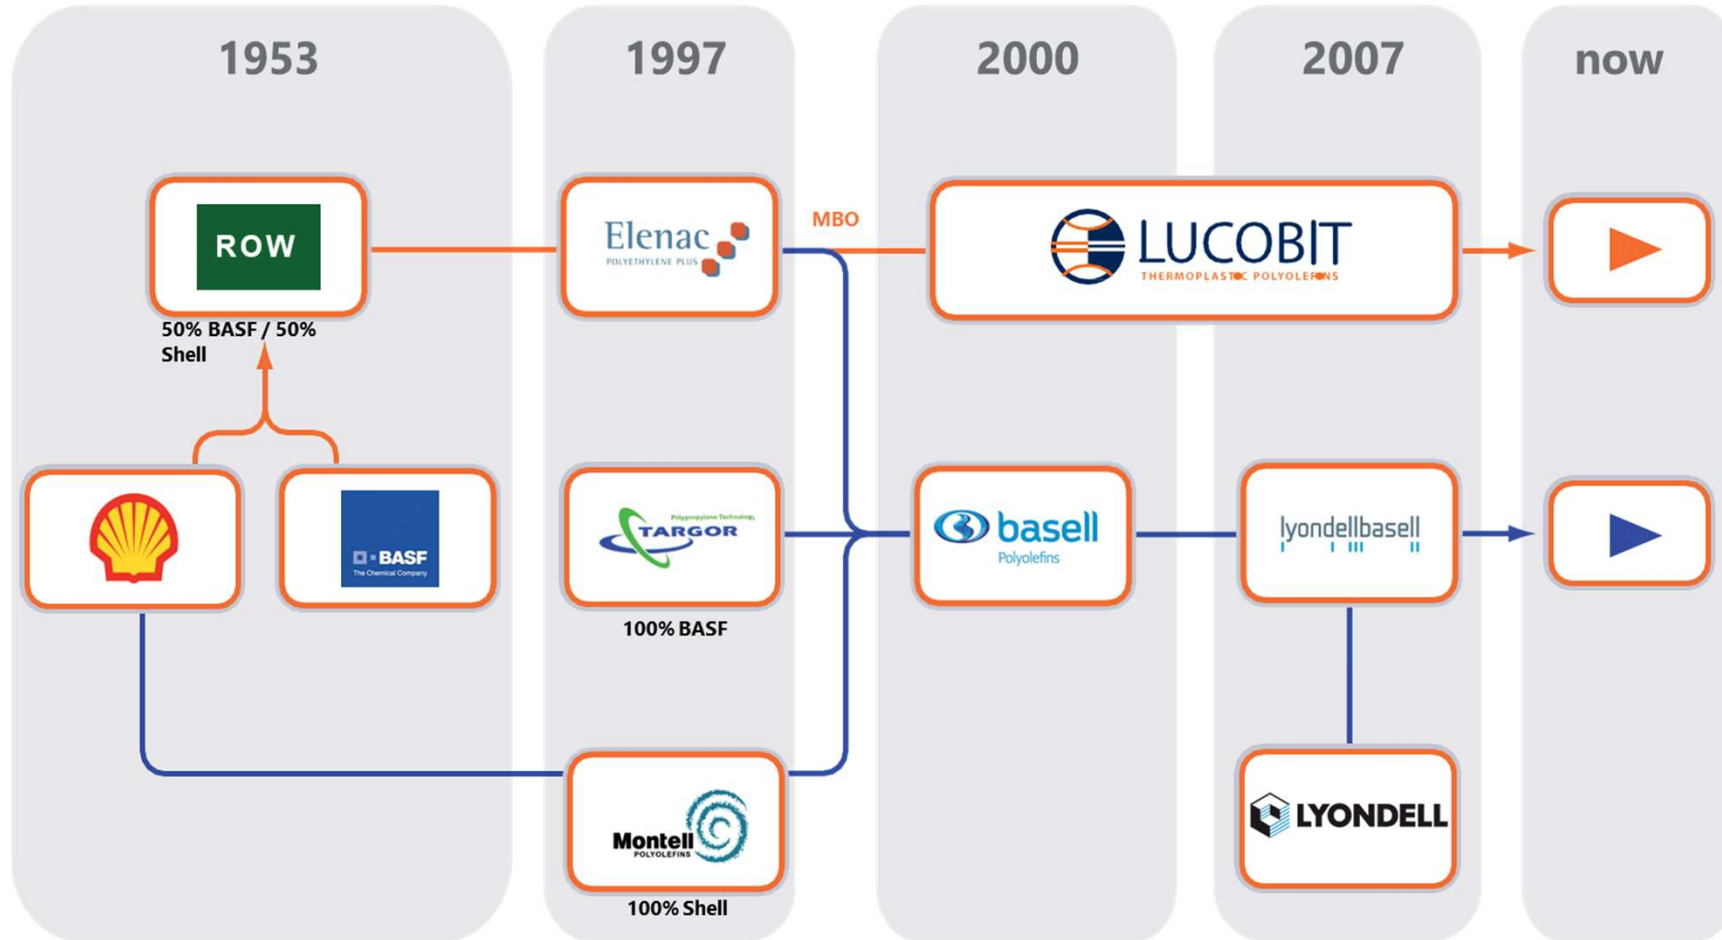 1953
1997
2000
2007
now
ROW
50% BASF / 50%
Shell
Elenac
POLYETHYLENE PLUS
MBO
LUCOBIT
THERMOPLASTIC POLYOLEFINS
BASF
The Chemical Company
Polypropylene Technology
TARGOR
100% BASF
basell
Polyolefins
lyondellbasell
Montell
POLYOLEFINS
100% Shell
LYONDELL